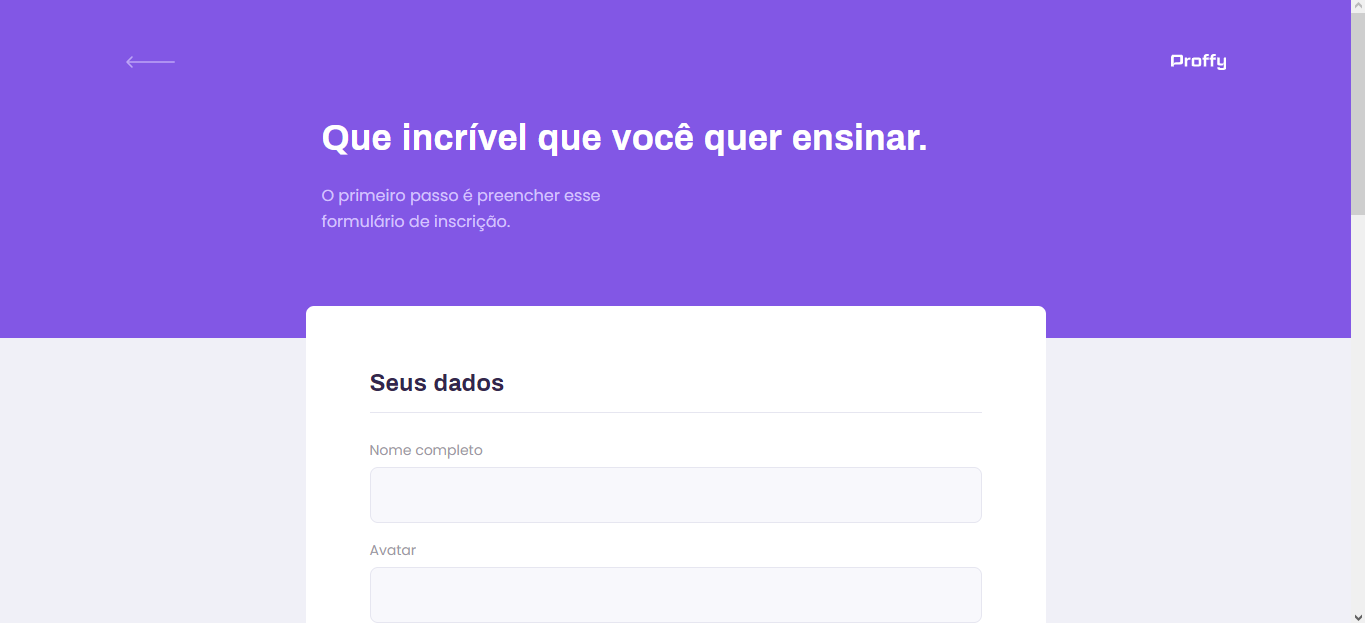 Proffy
Que incrível que você quer ensinar.
O primeiro passo é preencher esse
formulário de inscrição.
Seus dados
Nome completo
Avatar